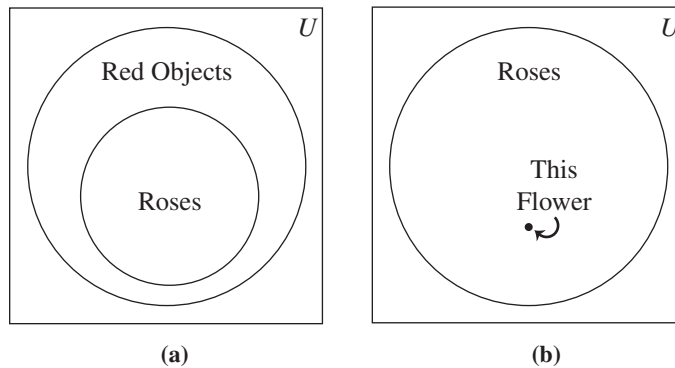 U
Red Objects
Roses
(a)
U
Roses
This
Flower
(b)